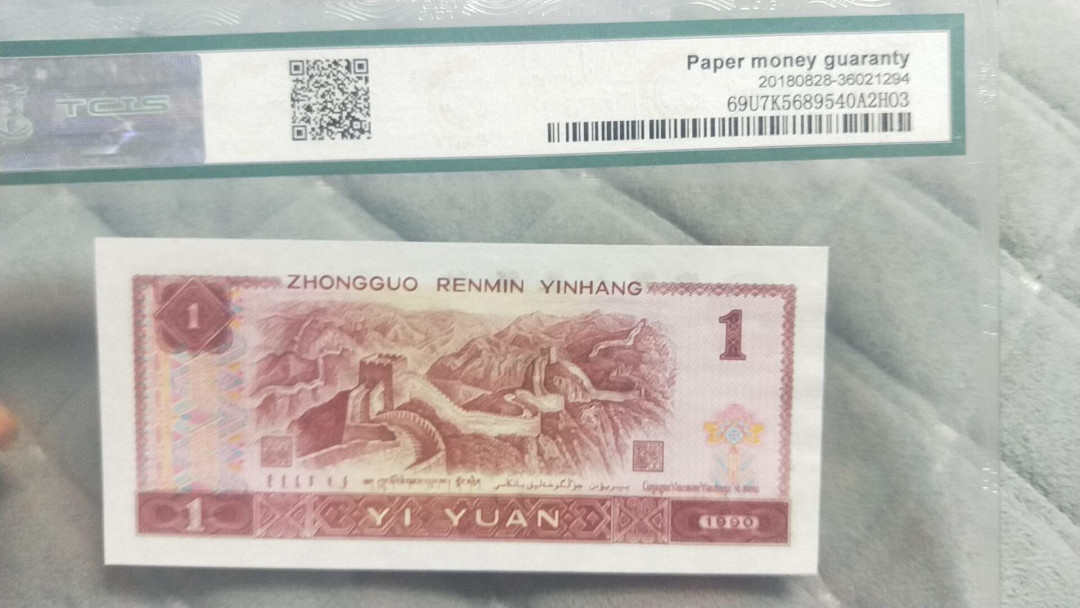 TCIS
Paper money guaranty
20180828-36021294
69U7K5689540A2H03
ZHONGGUO RENMIN YINHANG
1
1
1
YI YUAN
1990